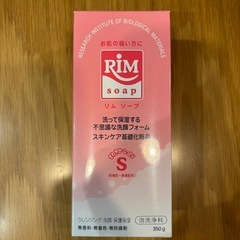 RESEARCH INSTITUTE OF BIOLOGICAL MATERIALS
お肌の弱い方に
RiM
soap
リム ソープ
洗って保湿する
不思議な洗顔フォーム
スキンケア基礎化粧品
S
クレンジング・洗顔・保護保湿
無香料・無着色・無防腐剤
泡洗浄料
350g